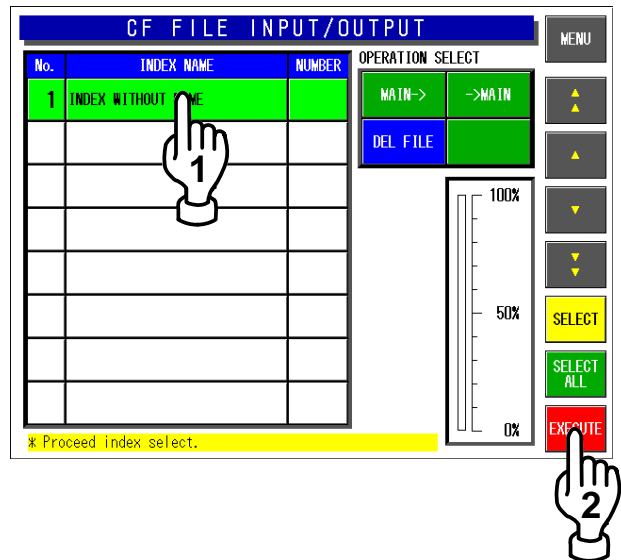 CF FILE INPUT/OUTPUT
MENU
No. INDEX NAME NUMBER
OPERATION SELECT
1 INDEX WITHOUT
MAIN-> ->MAIN
DEL FILE
1
100%
50%
0%
SELECT
SELECT
ALL
EXECUTE
* Proceed index select.
2